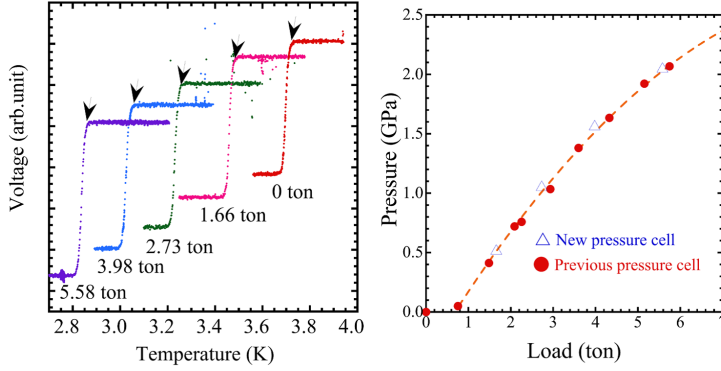 Voltage (arb.unit)
0 ton
1.66 ton
2.73 ton
3.98 ton
5.58 ton
2.8 3.0 3.2 3.4 3.6 3.8 4.0
Temperature (K)
Pressure (GPa)
2.5
2.0
1.5
1.0
0.5
0.0
New pressure cell
Previous pressure cell
0 1 2 3 4 5 6 7
Load (ton)